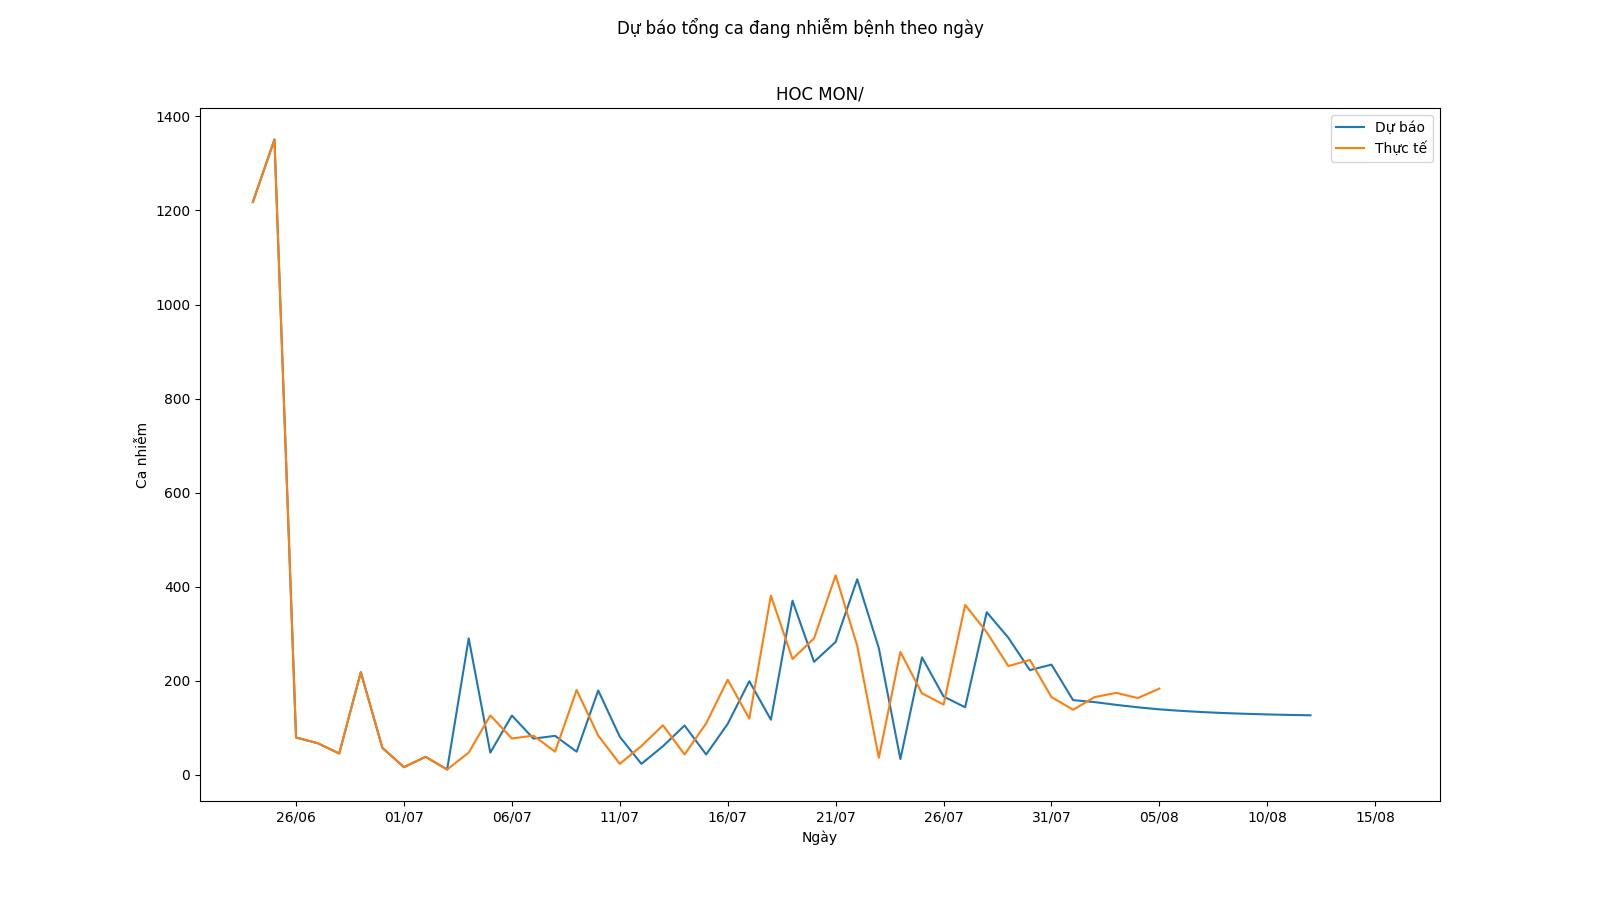 Dự báo tổng ca đang nhiễm bệnh theo ngày
HOC MON/
Dự báo
Thực tế
1400
1200
1000
800
600
400
200
0
Ca nhiễm
26/06 01/07 06/07 11/07 16/07 21/07 26/07 31/07 05/08 10/08 15/08
Ngày